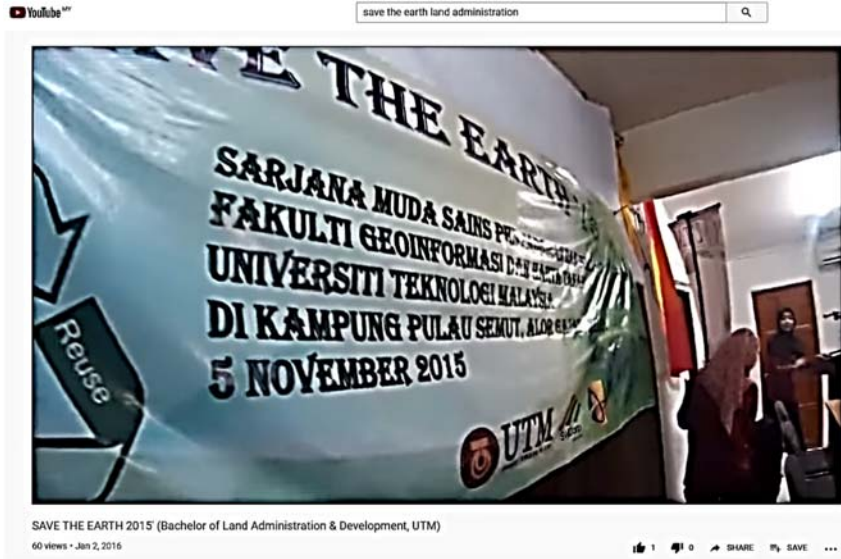 YouTube MY
save the earth land administration
THE EARTH
SARJANA MUDA SAINS
FAKULTI GEOINFORMASI DAN
UNIVERSITI TEKNOLOGI MALAYSIA
DI KAMPUNG PULAU SEMUT, ALOR
5 NOVEMBER 2015
Reuse
UTM
SAVE THE EARTH 2015' (Bachelor of Land Administration & Development, UTM)
60 views • Jan 2, 2016
1
0
SHARE
SAVE